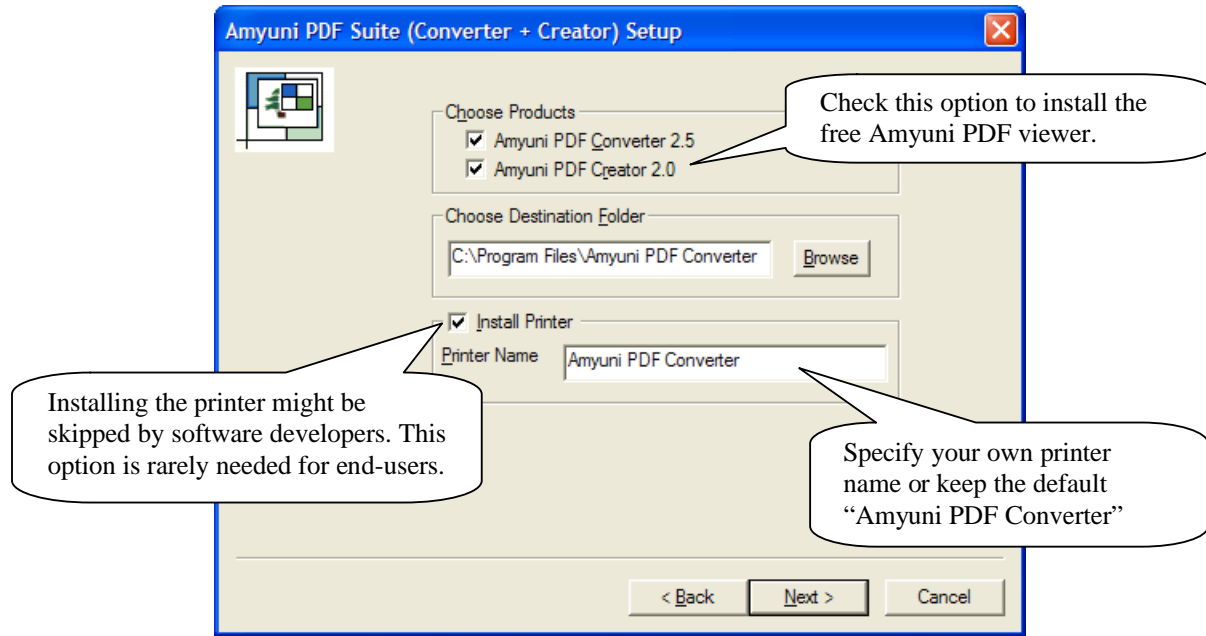 Amyuni PDF Suite (Converter + Creator) Setup
Choose Products
Amyuni PDF Converter 2.5
Amyuni PDF Creator 2.0
Check this option to install the
free Amyuni PDF viewer.
Choose Destination Folder
C:\Program Files\Amyuni PDF Converter
Browse
Install Printer
Printer Name
Amyuni PDF Converter
Installing the printer might be
skipped by software developers. This
option is rarely needed for end-users.
Specify your own printer
name or keep the default
“Amyuni PDF Converter”
< Back
Next >
Cancel